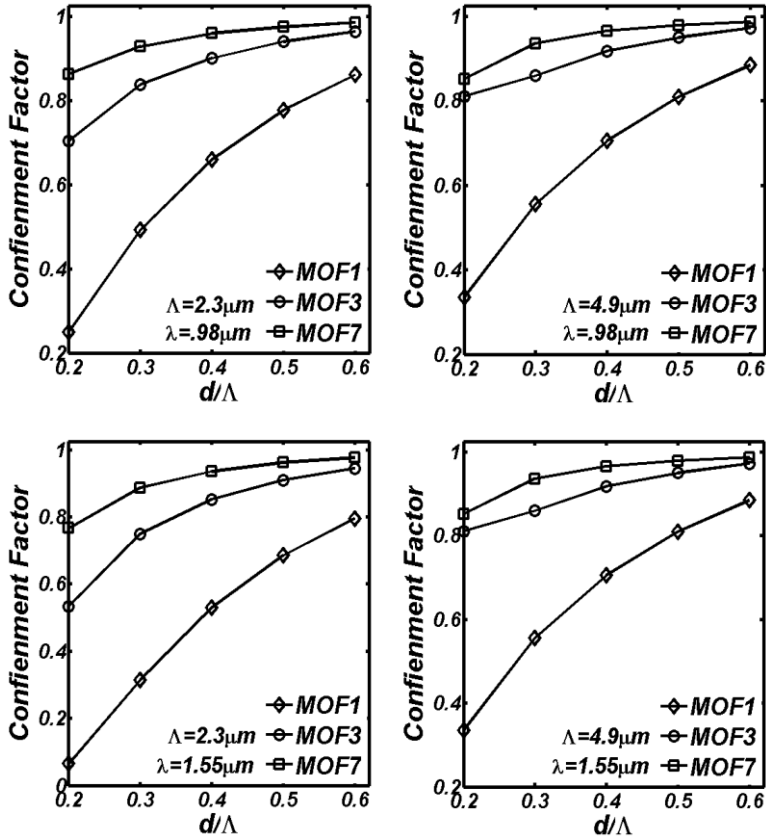 Confienment Factor
1
0.8
0.6
0.4
0.2
0.2 0.3 0.4 0.5 0.6
d/Λ
MOF1
Λ=2.3μm MOF3
λ=.98μm MOF7
Confienment Factor
1
0.8
0.6
0.4
0.2
0.2 0.3 0.4 0.5 0.6
d/Λ
MOF1
Λ=4.9μm MOF3
λ=.98μm MOF7
Confienment Factor
1
0.8
0.6
0.4
0.2
0
0.2 0.3 0.4 0.5 0.6
d/Λ
MOF1
Λ=2.3μm MOF3
λ=1.55μm MOF7
Confienment Factor
1
0.8
0.6
0.4
0.2
0.2 0.3 0.4 0.5 0.6
d/Λ
MOF1
Λ=4.9μm MOF3
λ=1.55μm MOF7